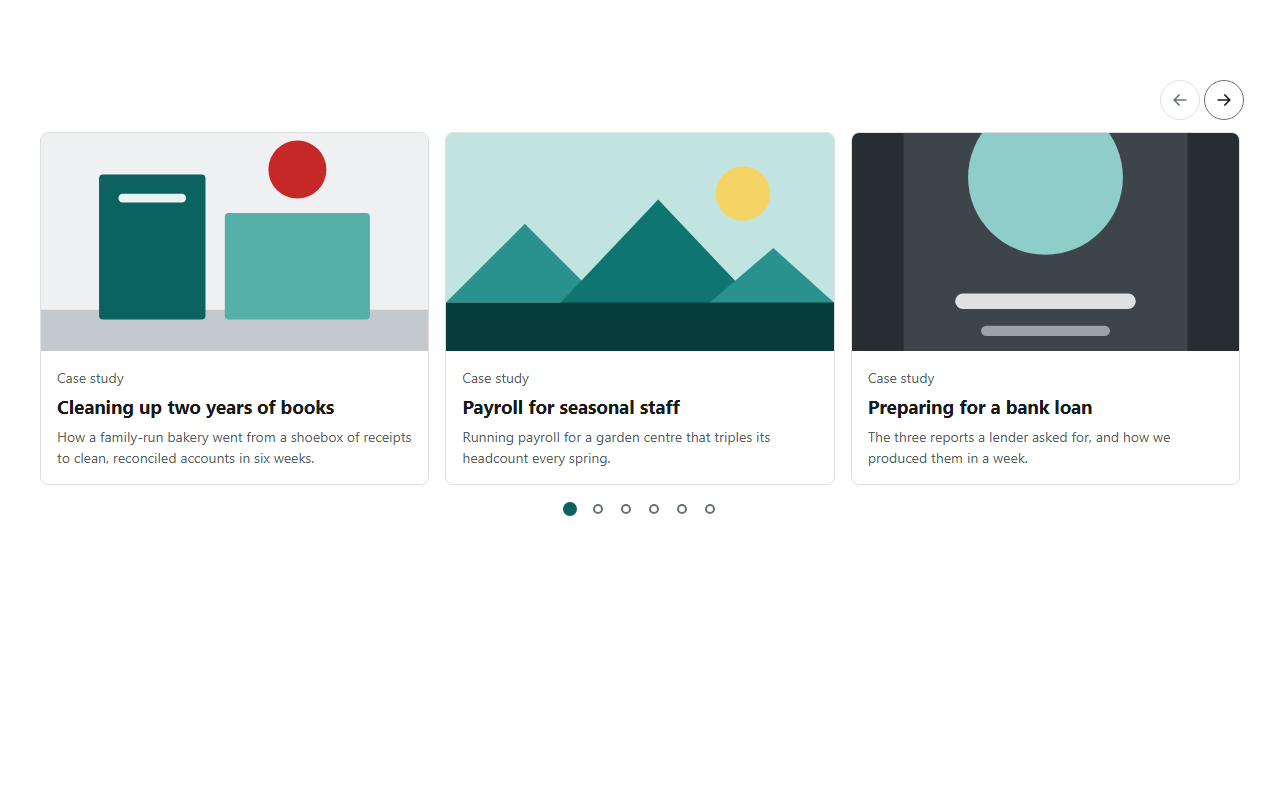 Case study
Cleaning up two years of books
How a family-run bakery went from a shoebox of receipts
to clean, reconciled accounts in six weeks.
Case study
Payroll for seasonal staff
Running payroll for a garden centre that triples its
headcount every spring.
Case study
Preparing for a bank loan
The three reports a lender asked for, and how we
produced them in a week.